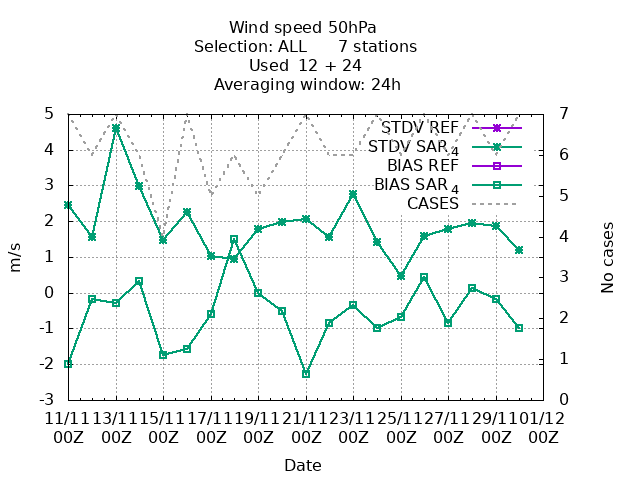 Wind speed 50hPa
Selection: ALL      7 stations
Used  12 + 24
Averaging window: 24h
5 4 3 2 1 0 -1 -2 -3
m/s
STDV REF
STDV SAR4
BIAS REF
BIAS SAR4
CASES
7 6 5 4 3 2 1 0
No cases
11/11 13/11 15/11 17/11 19/11 21/11 23/11 25/11 27/11 29/11 01/12
00Z 00Z 00Z 00Z 00Z 00Z 00Z 00Z 00Z 00Z 00Z
Date